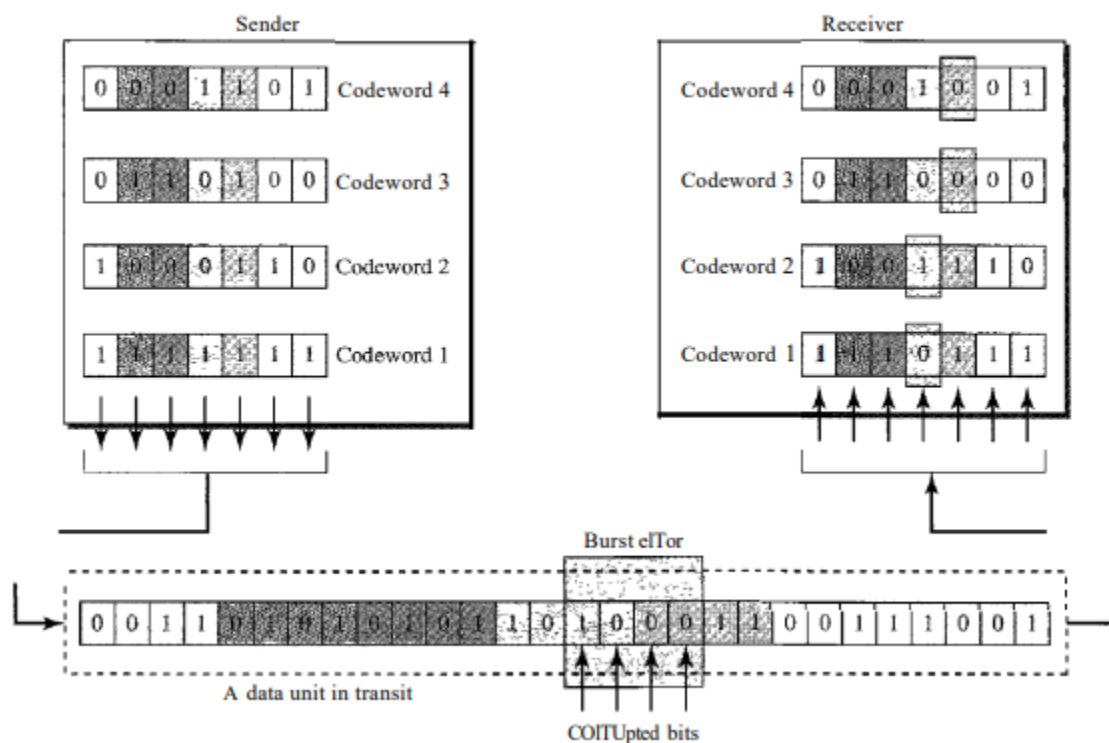 Sender
Receiver
0 0 0 1 1 0 1 Codeword 4
Codeword 4 0 0 0 1 0 0 1
0 1 1 0 1 0 0 Codeword 3
Codeword 3 0 1 1 0 0 0 0
1 0 0 0 1 1 0 Codeword 2
Codeword 2 1 0 0 1 1 1 0
1 1 1 1 1 1 1 Codeword 1
Codeword 1 1 1 1 0 1 1 1
Burst elTor
0 0 1 1 0 1 0 1 0 1 0 1 1 0 1 0 0 0 1 1 0 0 1 1 1 0 0 1
A data unit in transit
COITUpted bits